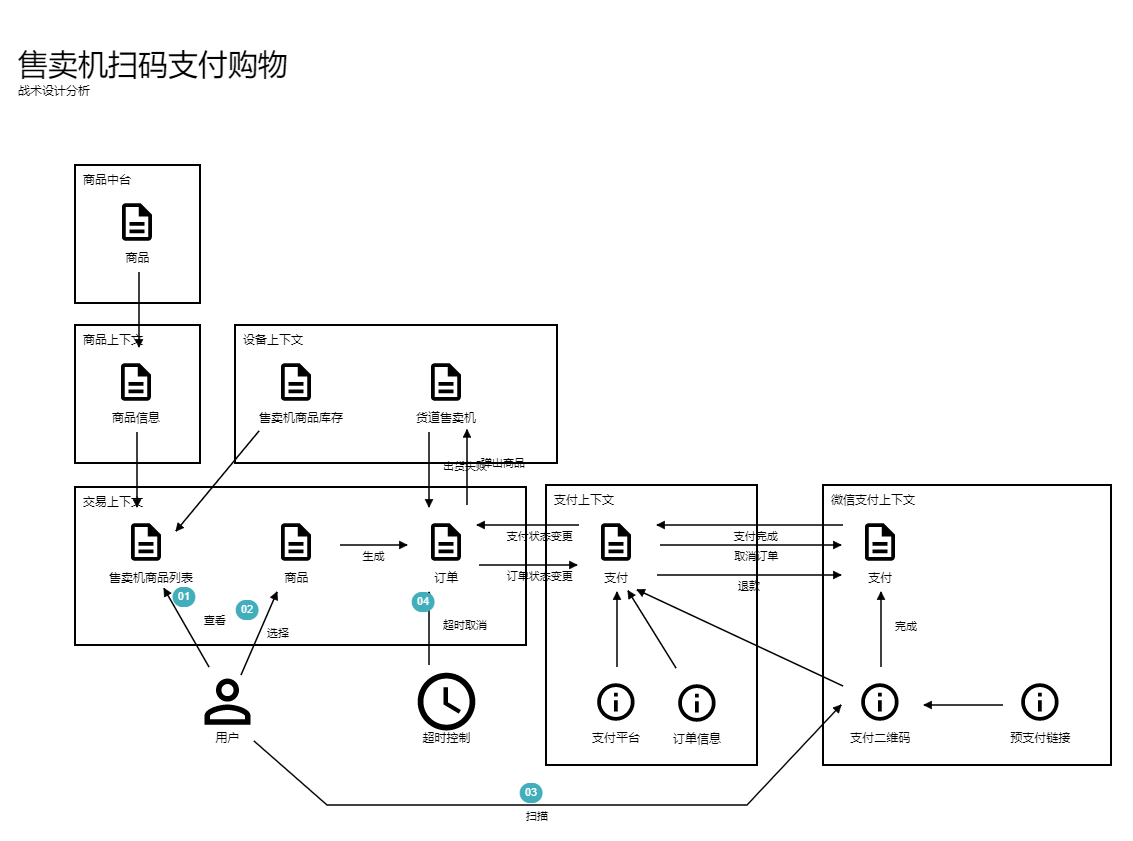 售卖机扫码支付购物
战术设计分析
商品中台
商品
商品上下文
商品信息
设备上下文
售卖机商品库存
货道售卖机
出货失败
弹出商品
交易上下文
售卖机商品列表
商品
生成
订单
01
02
04
查看
选择
超时取消
支付上下文
支付状态变更
订单状态变更
支付
支付完成
取消订单
退款
微信支付上下文
支付
完成
用户
超时控制
支付平台
订单信息
支付二维码
预支付链接
03
扫描